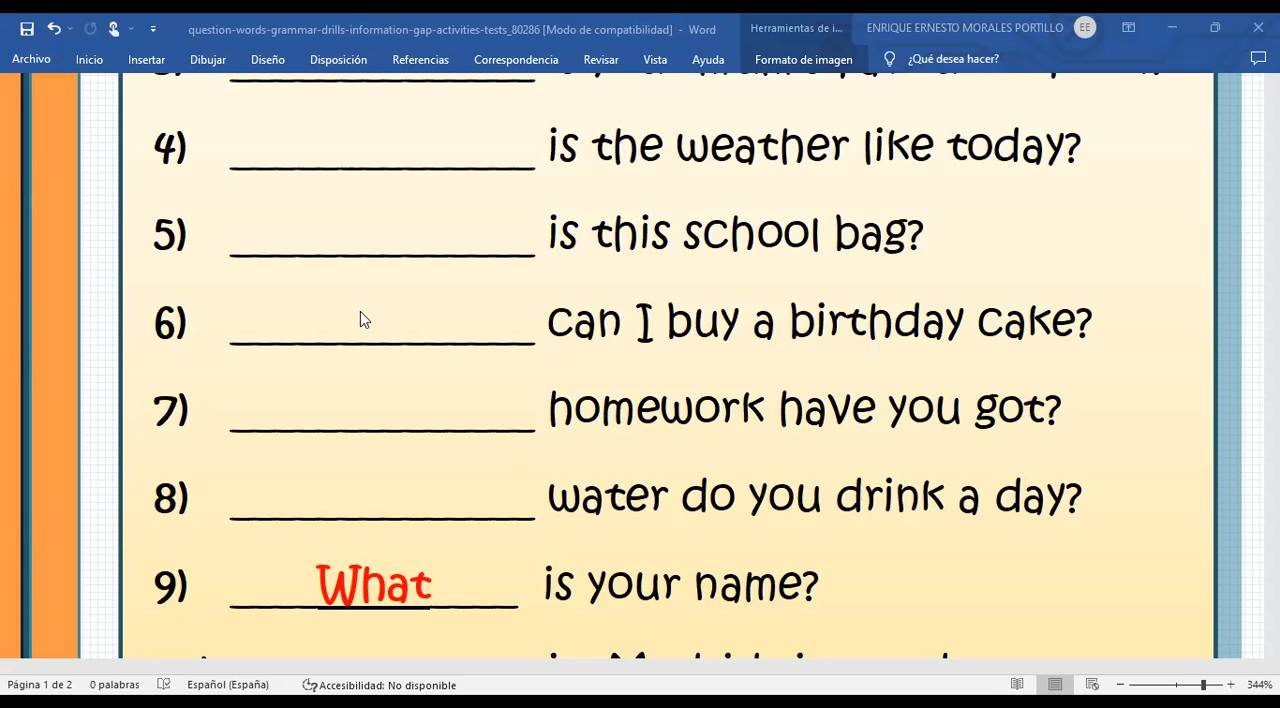 question-words-grammar-drills-information-gap-activities-tests_80286 [Modo de compatibilidad] - Word
Herramientas de i...
ENRIQUE ERNESTO MORALES PORTILLO
EE
Archivo Inicio Insertar Dibujar Diseño Disposición Referencias Correspondencia Revisar Vista Ayuda Formato de imagen ¿Qué desea hacer?
4) ________________ is the weather like today?
5) ________________ is this school bag?
6) ________________ can I buy a birthday cake?
7) ________________ homework have you got?
8) ________________ water do you drink a day?
9) _____What_____ is your name?
Página 1 de 2 0 palabras Español (España) Accesibilidad: No disponible 344%